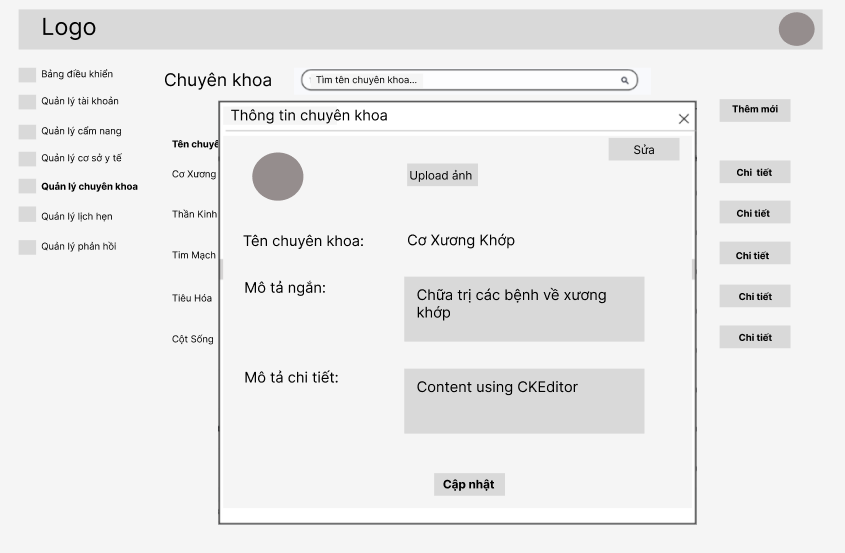 Logo
Bảng điều khiển
Quản lý tài khoản
Quản lý cẩm nang
Quản lý cơ sở y tế
Quản lý chuyên khoa
Quản lý lịch hẹn
Quản lý phản hồi
Chuyên khoa
Tìm tên chuyên khoa...
Thêm mới
Tên chuyê
Cơ Xương
Thần Kinh
Tim Mạch
Tiêu Hóa
Cột Sống
Chi tiết
Chi tiết
Chi tiết
Chi tiết
Chi tiết
Thông tin chuyên khoa
Sửa
Upload ảnh
Tên chuyên khoa: Cơ Xương Khớp
Mô tả ngắn: Chữa trị các bệnh về xương
khớp
Mô tả chi tiết: Content using CKEditor
Cập nhật